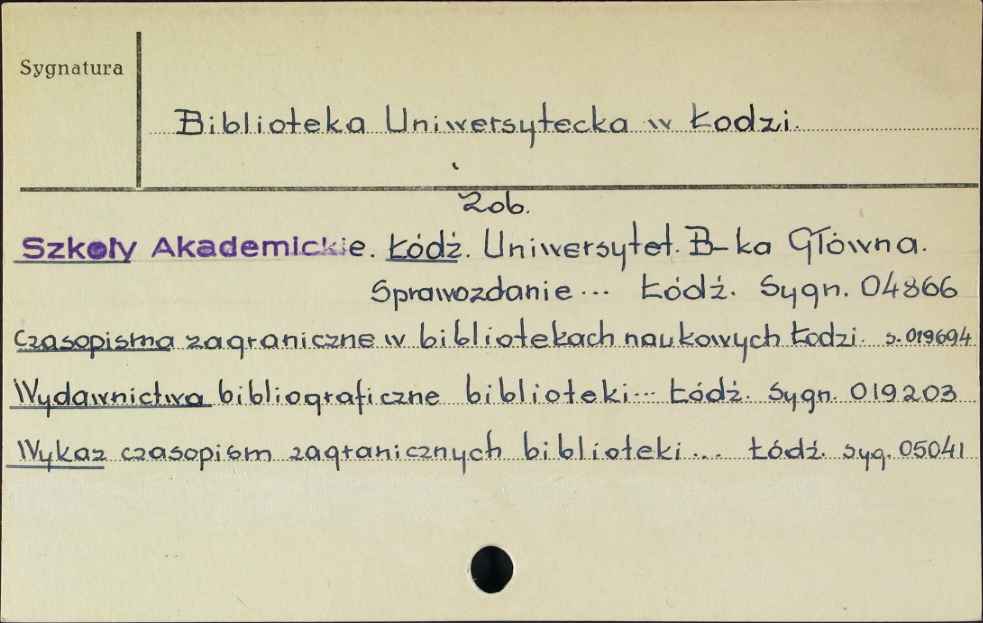 Sygnatura
Biblioteka Uniwersytecka w Łodzi.
Zob.
Szkoły Akademickie. Łódź. Uniwersytet. B-ka Główna.
Sprawozdanie... Łódź. Sygn. 04866
Czasopisma zagraniczne w bibliotekach naukowych Łodzi. s. 019694
Wydawnictwa bibliograficzne biblioteki... Łódź. Sygn. 019203
Wykaz czasopism zagranicznych biblioteki... Łódź. syg. 05041